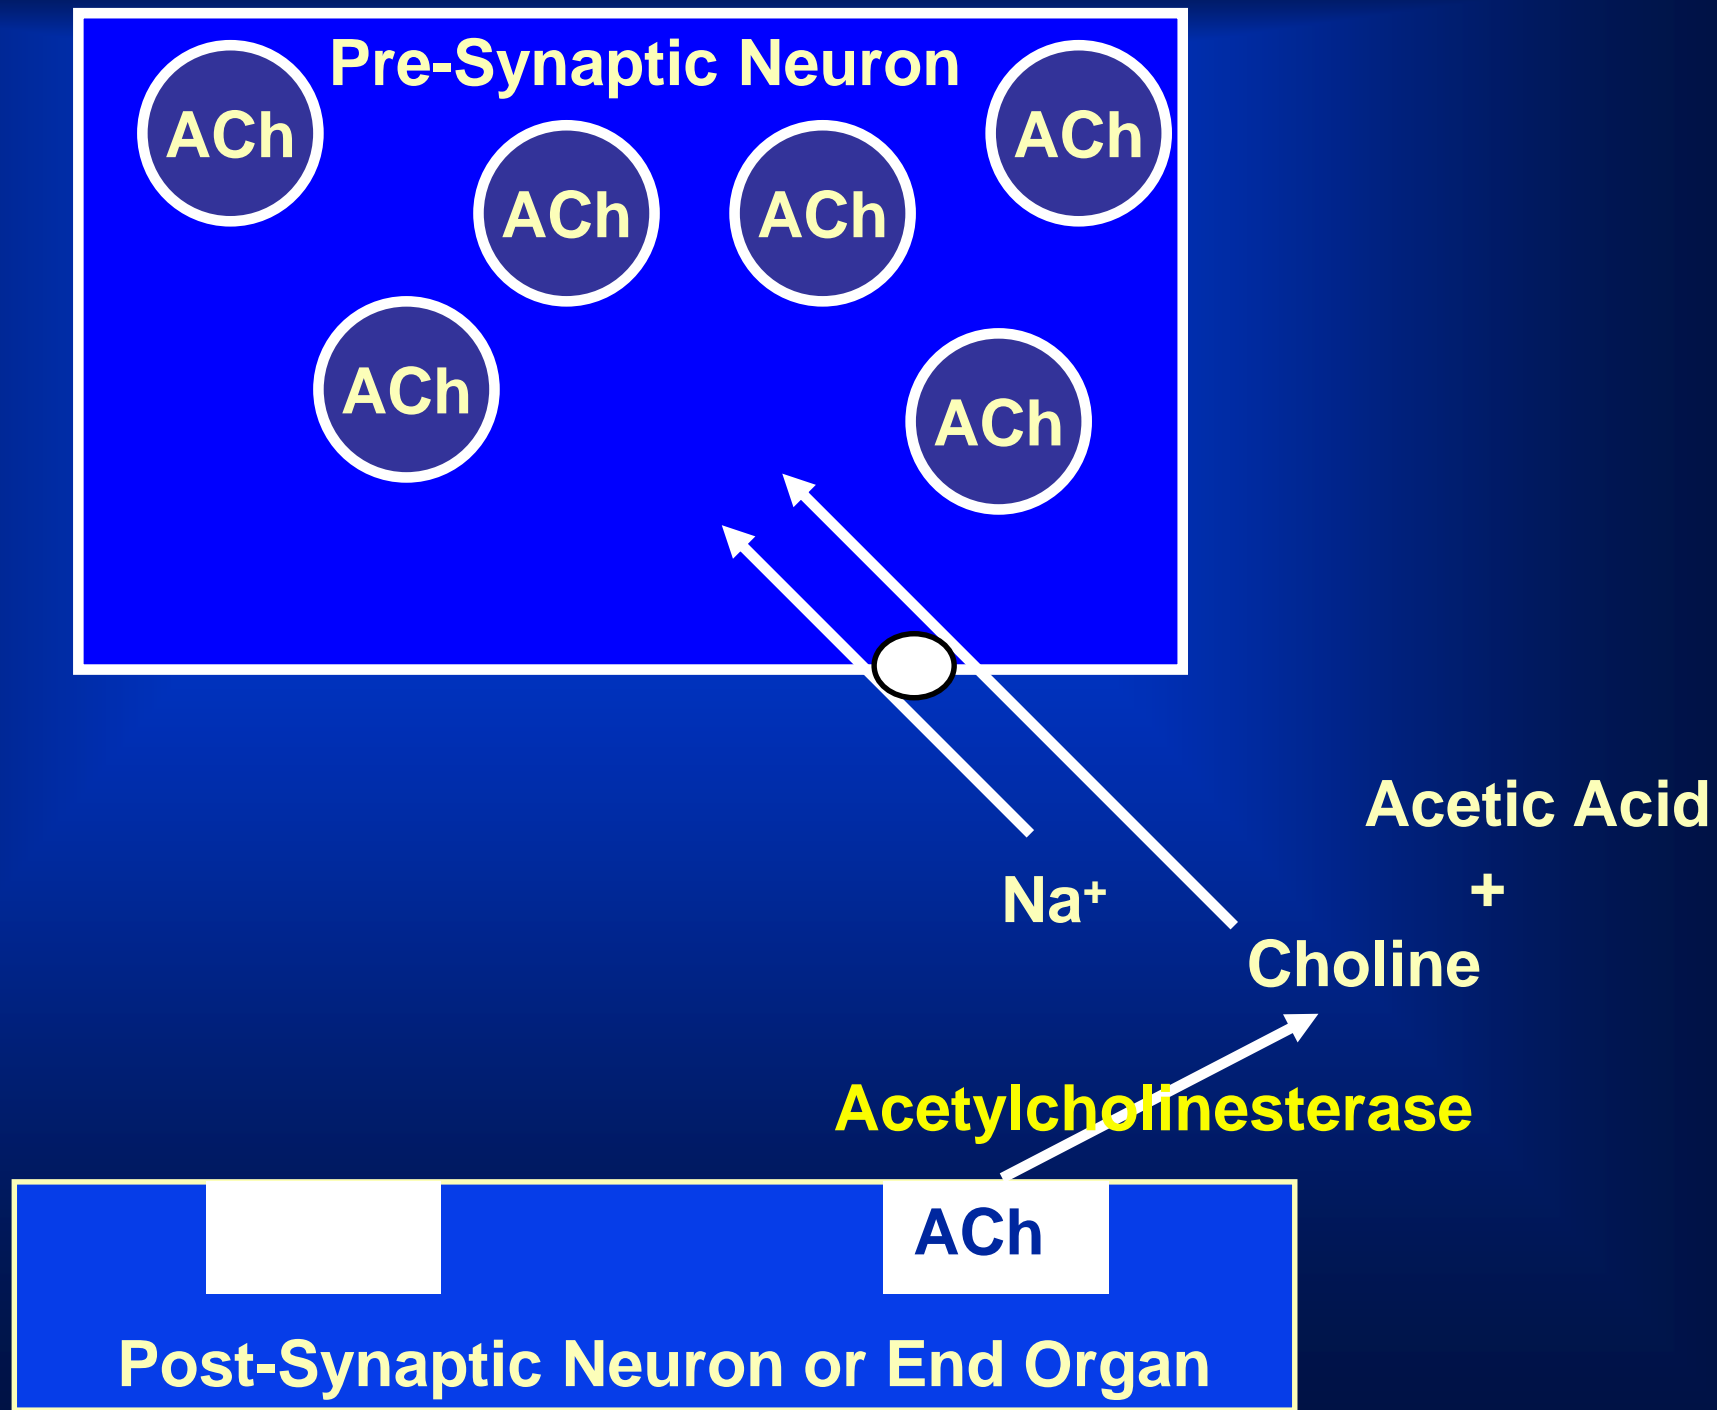 Pre-Synaptic Neuron
ACh
ACh
ACh
ACh
ACh
ACh
Acetic Acid
+
Na⁺
Choline
Acetylcholinesterase
ACh
Post-Synaptic Neuron or End Organ